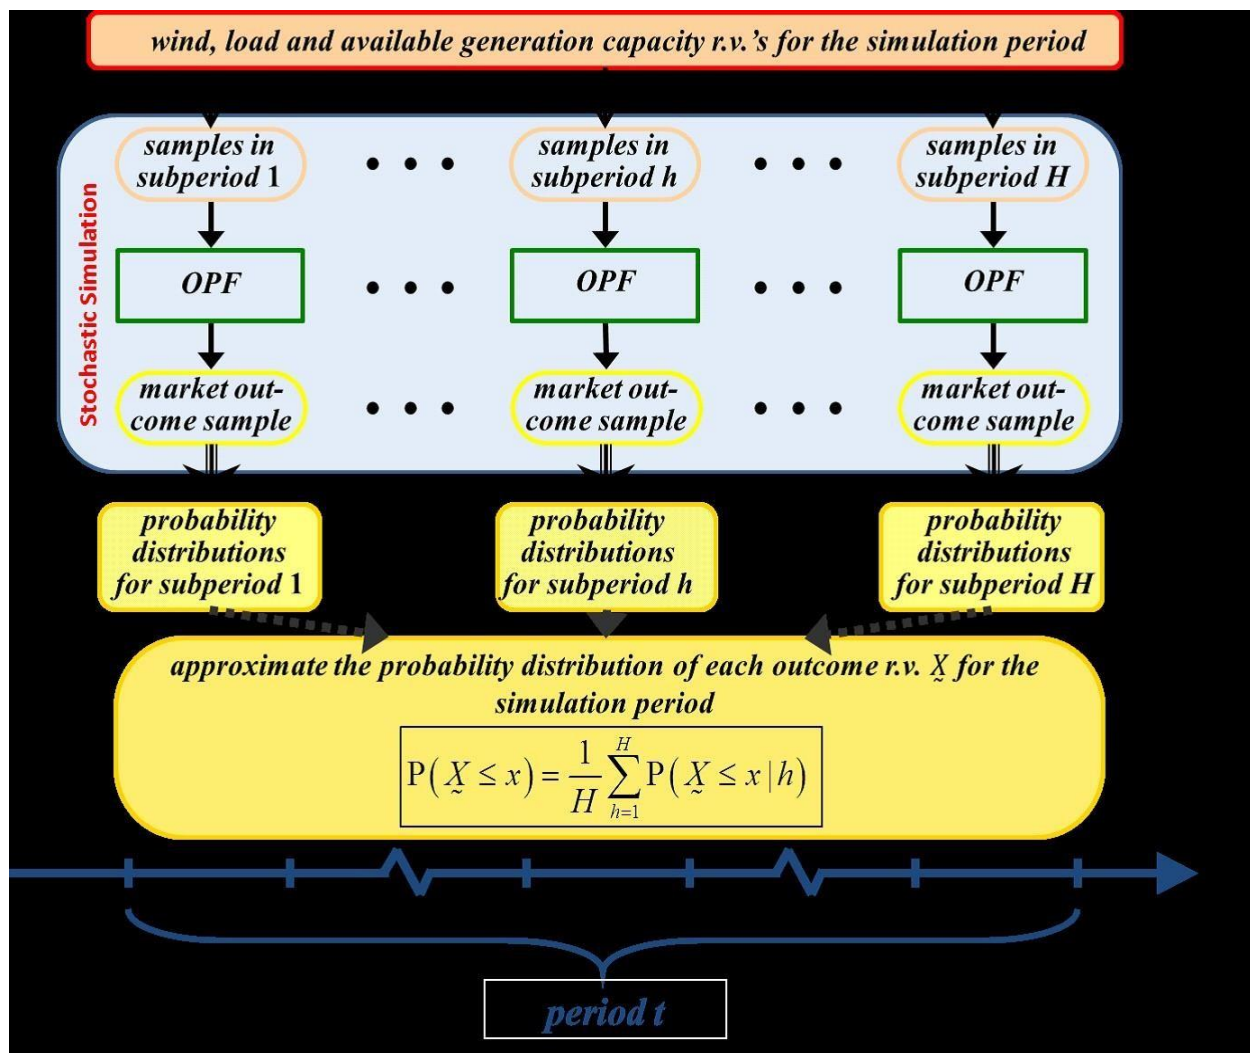 wind, load and available generation capacity r.v.'s for the simulation period
Stochastic Simulation
samples in
subperiod 1
samples in
subperiod h
samples in
subperiod H
OPF
OPF
OPF
market out-
come sample
market out-
come sample
market out-
come sample
probability
distributions
for subperiod 1
probability
distributions
for subperiod h
probability
distributions
for subperiod H
approximate the probability distribution of each outcome r.v. X̰ for the
simulation period
P(X̰ ≤ x) = 1/H ∑_{h=1}^{H} P(X̰ ≤ x | h)
period t